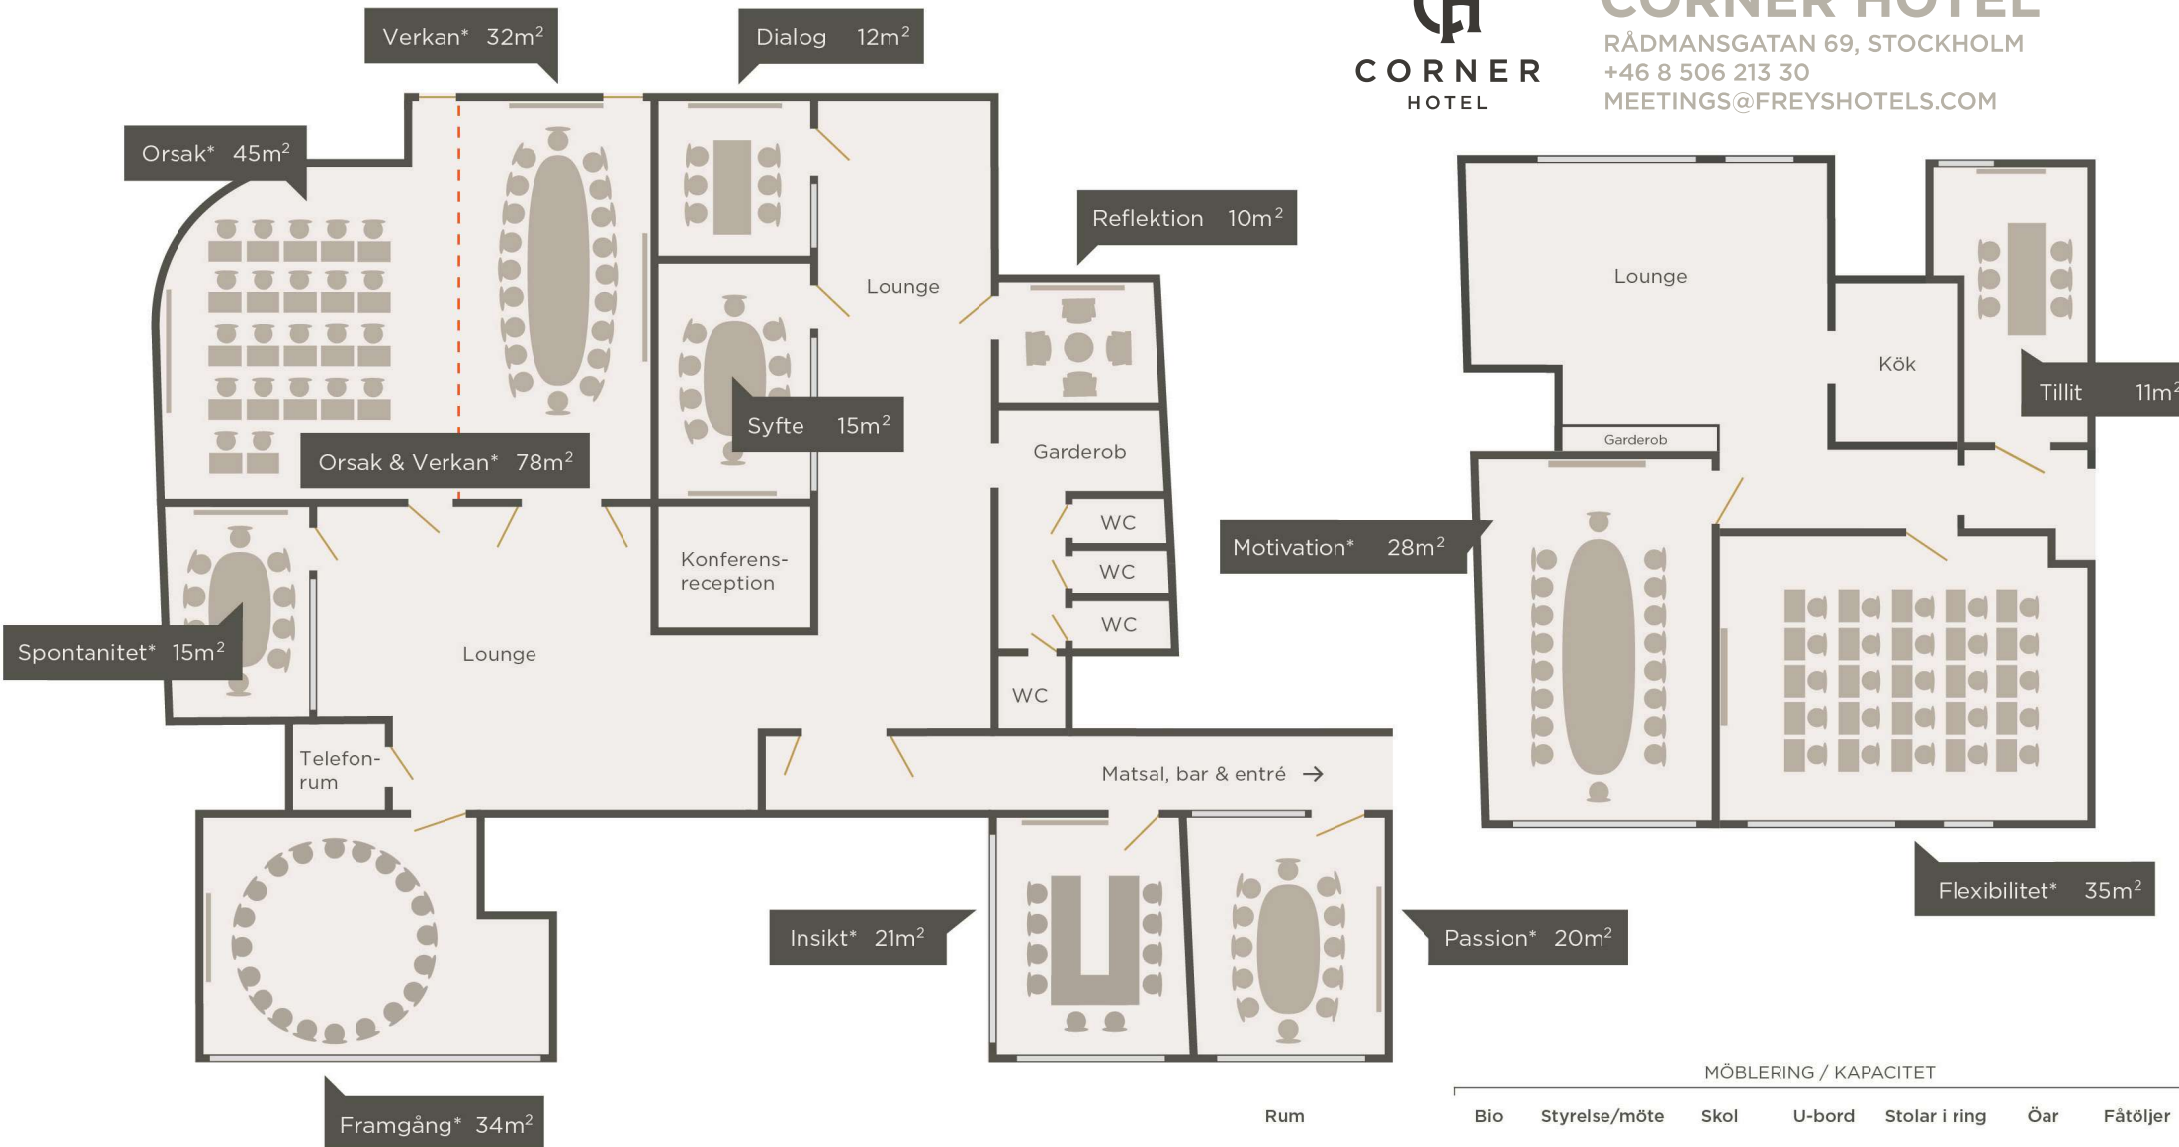 Verkan* 32m²
Dialog 12m²
CORNER
HOTEL
CORNER HOTEL
RÅDMANSGATAN 69, STOCKHOLM
+46 8 506 213 30
MEETINGS@FREYSHOTELS.COM
Orsak* 45m²
Reflektion 10m²
Lounge
Lounge
Kök
Tillit 11m²
Syfte 15m²
Garderob
Garderob
Orsak & Verkan* 78m²
WC
WC
WC
WC
Konferens-
reception
Motivation* 28m²
Spontanitet* 15m²
Lounge
Telefon-
rum
Matsal, bar & entré →
Flexibilitet* 35m²
Insikt* 21m²
Passion* 20m²
Framgång* 34m²
MÖBLERING / KAPACITET
Rum Bio Styrelse/möte Skol U-bord Stolar i ring Öar Fåtöljer